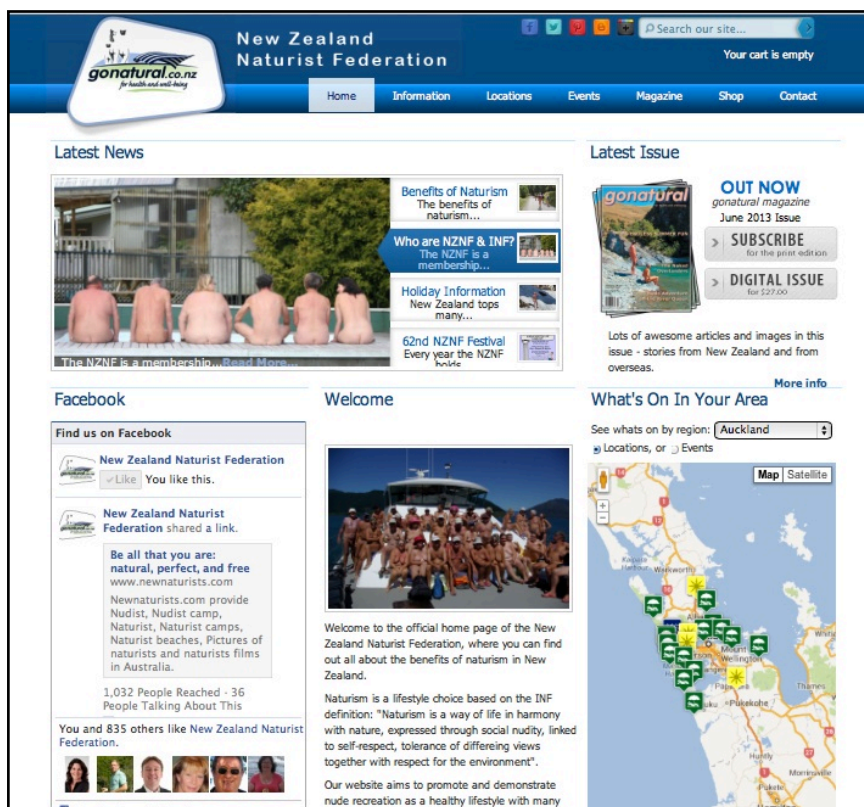 gonatural.co.nz
for health and well-being
New Zealand
Naturist Federation
Search our site...
Your cart is empty
Home
Information
Locations
Events
Magazine
Shop
Contact
Latest News
Benefits of Naturism
The benefits of
naturism...
Who are NZNF & INF?
The NZNF is a
membership...
Holiday Information
New Zealand tops
many...
62nd NZNF Festival
Every year the NZNF
holds
The NZNF is a membership...Read More...
Latest Issue
gonatural
OUT NOW
gonatural magazine
June 2013 Issue
> SUBSCRIBE
for the print edition
> DIGITAL ISSUE
for $27.00
Lots of awesome articles and images in this
issue - stories from New Zealand and from
overseas.
More info
Facebook
Find us on Facebook
New Zealand Naturist Federation
Like You like this.
New Zealand Naturist
Federation shared a link.
Be all that you are:
natural, perfect, and free
www.newnaturists.com
Newnaturists.com provide
Nudist, Nudist camp,
Naturist, Naturist camps,
Naturist beaches, Pictures of
naturists and naturists films
in Australia.
1,032 People Reached - 36
People Talking About This
You and 835 others like New Zealand Naturist
Federation.
Welcome
Welcome to the official home page of the New
Zealand Naturist Federation, where you can find
out all about the benefits of naturism in New
Zealand.
Naturism is a lifestyle choice based on the INF
definition: "Naturism is a way of life in harmony
with nature, expressed through social nudity, linked
to self-respect, tolerance of differeing views
together with respect for the environment".
Our website aims to promote and demonstrate
nude recreation as a healthy lifestyle with many
What's On In Your Area
See whats on by region: Auckland
Locations, or Events
Map Satellite
Warkworth
Mount
Wellington
Thames
Pukekohe
Huntly
Morrinsville